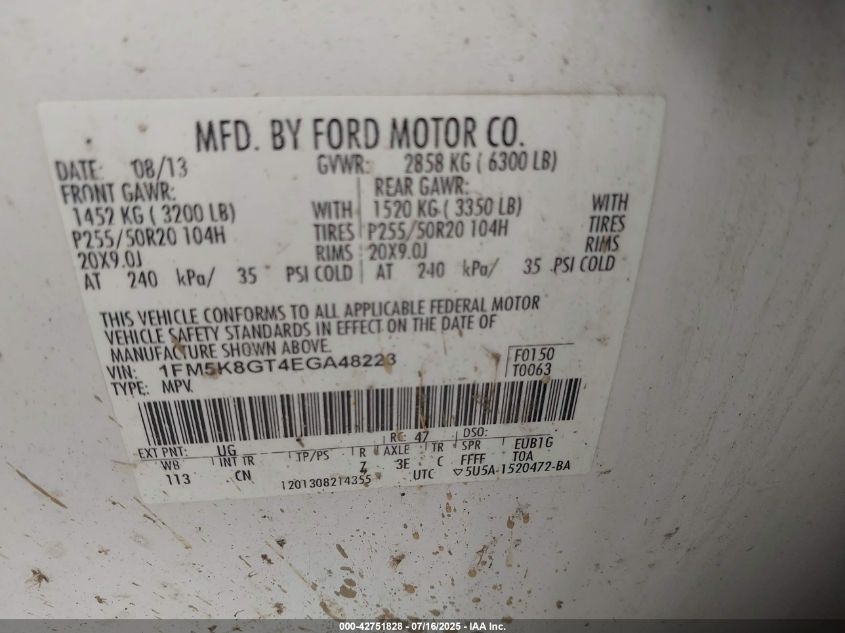 MFD. BY FORD MOTOR CO.
DATE: 08/13 GVWR: 2858 KG ( 6300 LB)
FRONT GAWR: REAR GAWR:
1452 KG ( 3200 LB) WITH 1520 KG ( 3350 LB) WITH
P255/50R20 104H TIRES P255/50R20 104H TIRES
20X9.0J RIMS 20X9.0J RIMS
AT 240 kPa/ 35 PSI COLD AT 240 kPa/ 35 PSI COLD
THIS VEHICLE CONFORMS TO ALL APPLICABLE FEDERAL MOTOR
VEHICLE SAFETY STANDARDS IN EFFECT ON THE DATE OF
MANUFACTURE SHOWN ABOVE.
VIN: 1FM5K8GT4EGA48223 F0150
TYPE: MPV T0063
EXT PNT: UG RC: 47 DSO:
WB INT TR TP/PS R AXLE TR SPR EUB1G
113 CN 7 3E C FFFF T0A
1201308214355 UTC ▽5U5A-1520472-BA
000-42751828 - 07/16/2025 - IAA Inc.